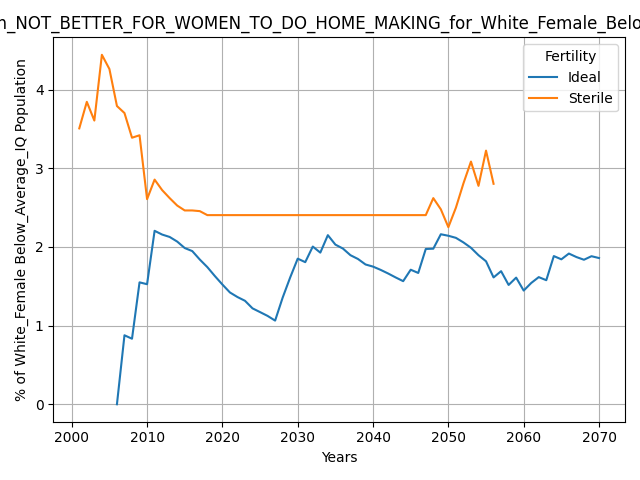 n_NOT_BETTER_FOR_WOMEN_TO_DO_HOME_MAKING_for_White_Female_Belo
% of White_Female Below_Average_IQ Population
4
3
2
1
0
Fertility
Ideal
Sterile
2000 2010 2020 2030 2040 2050 2060 2070
Years